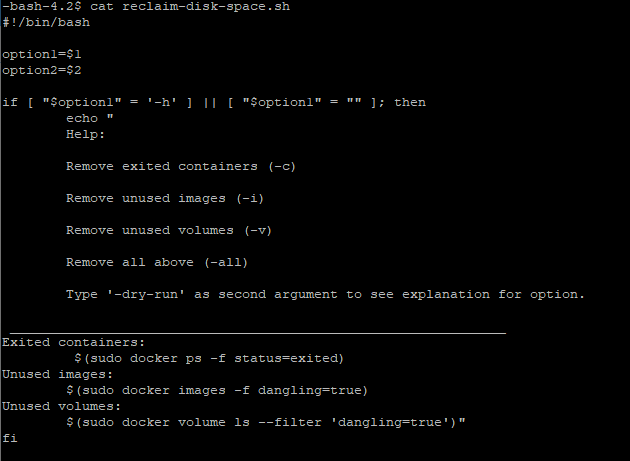 -bash-4.2$ cat reclaim-disk-space.sh
#!/bin/bash
option1=$1
option2=$2
if [ "$option1" = '-h' ] || [ "$option1" = "" ]; then
echo "
Help:
Remove exited containers (-c)
Remove unused images (-i)
Remove unused volumes (-v)
Remove all above (-all)
Type '-dry-run' as second argument to see explanation for option.
______________________________________________________________
Exited containers:
$(sudo docker ps -f status=exited)
Unused images:
$(sudo docker images -f dangling=true)
Unused volumes:
$(sudo docker volume ls --filter 'dangling=true')"
fi